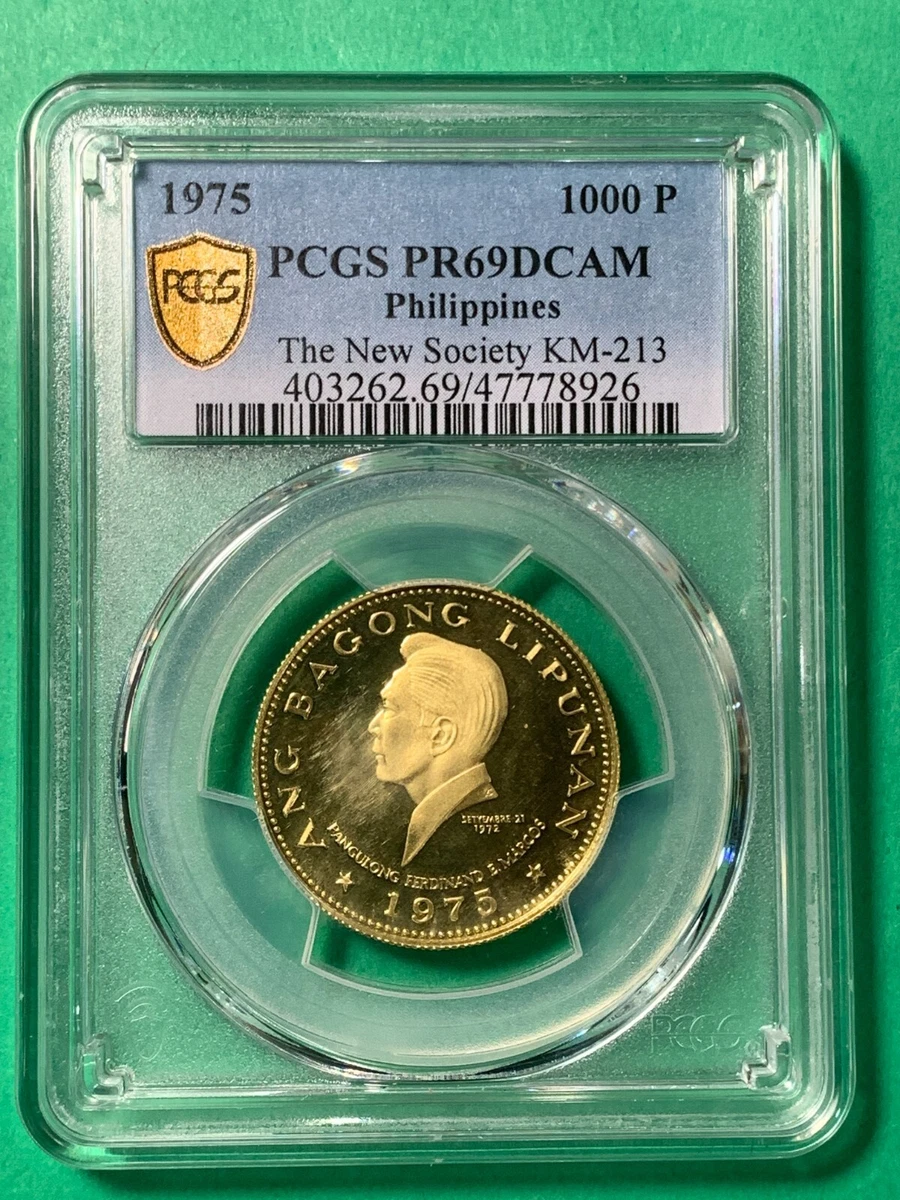 1975 1000 P
PCGS PCGS PR69DCAM
Philippines
The New Society KM-213
403262.69/47778926
ANG BAGONG LIPUNAN
SETYEMBRE 21
1972
PANGULONG FERDINAND E. MARCOS
1975
PCGS